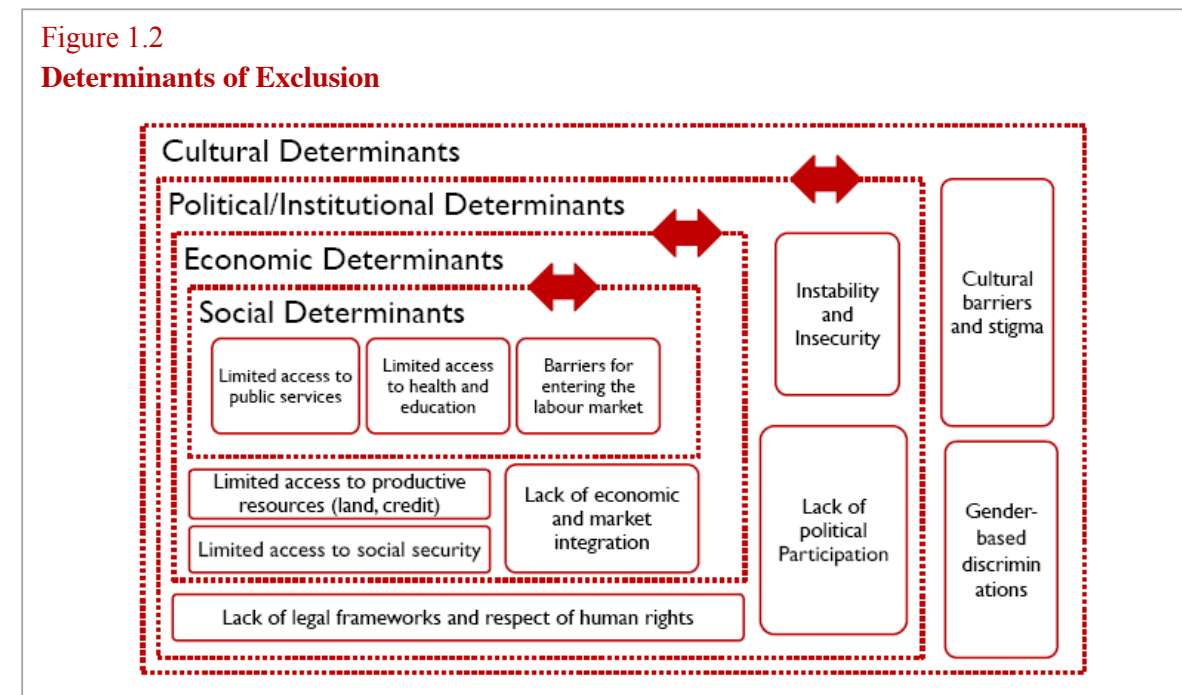 Figure 1.2
Determinants of Exclusion
Cultural Determinants
Political/Institutional Determinants
Economic Determinants
Social Determinants
Limited access to
public services
Limited access
to health and
education
Barriers for
entering the
labour market
Limited access to productive
resources (land, credit)
Limited access to social security
Lack of economic
and market
integration
Lack of legal frameworks and respect of human rights
Instability
and
Insecurity
Lack of
political
Participation
Cultural
barriers
and stigma
Gender-
based
discrimin
ations